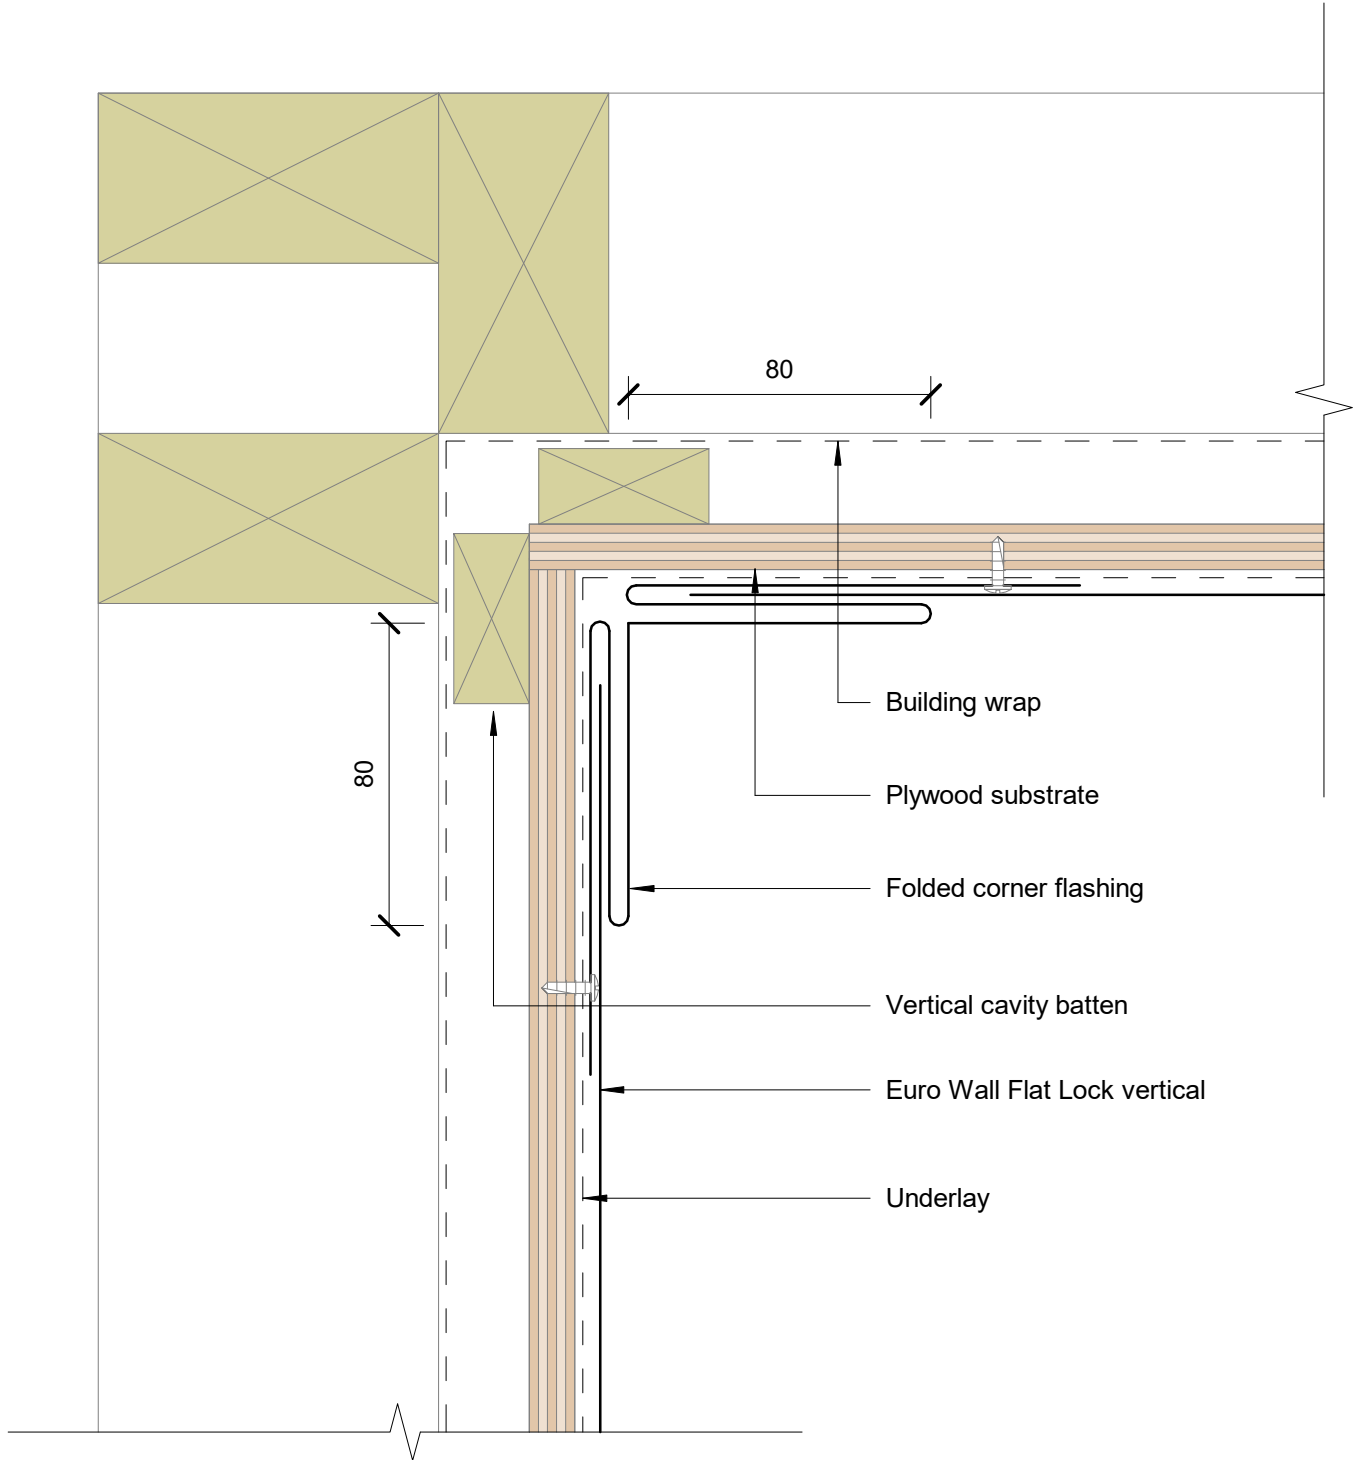 80
Building wrap
80
Plywood substrate
Folded corner flashing
Vertical cavity batten
Euro Wall Flat Lock vertical
Underlay